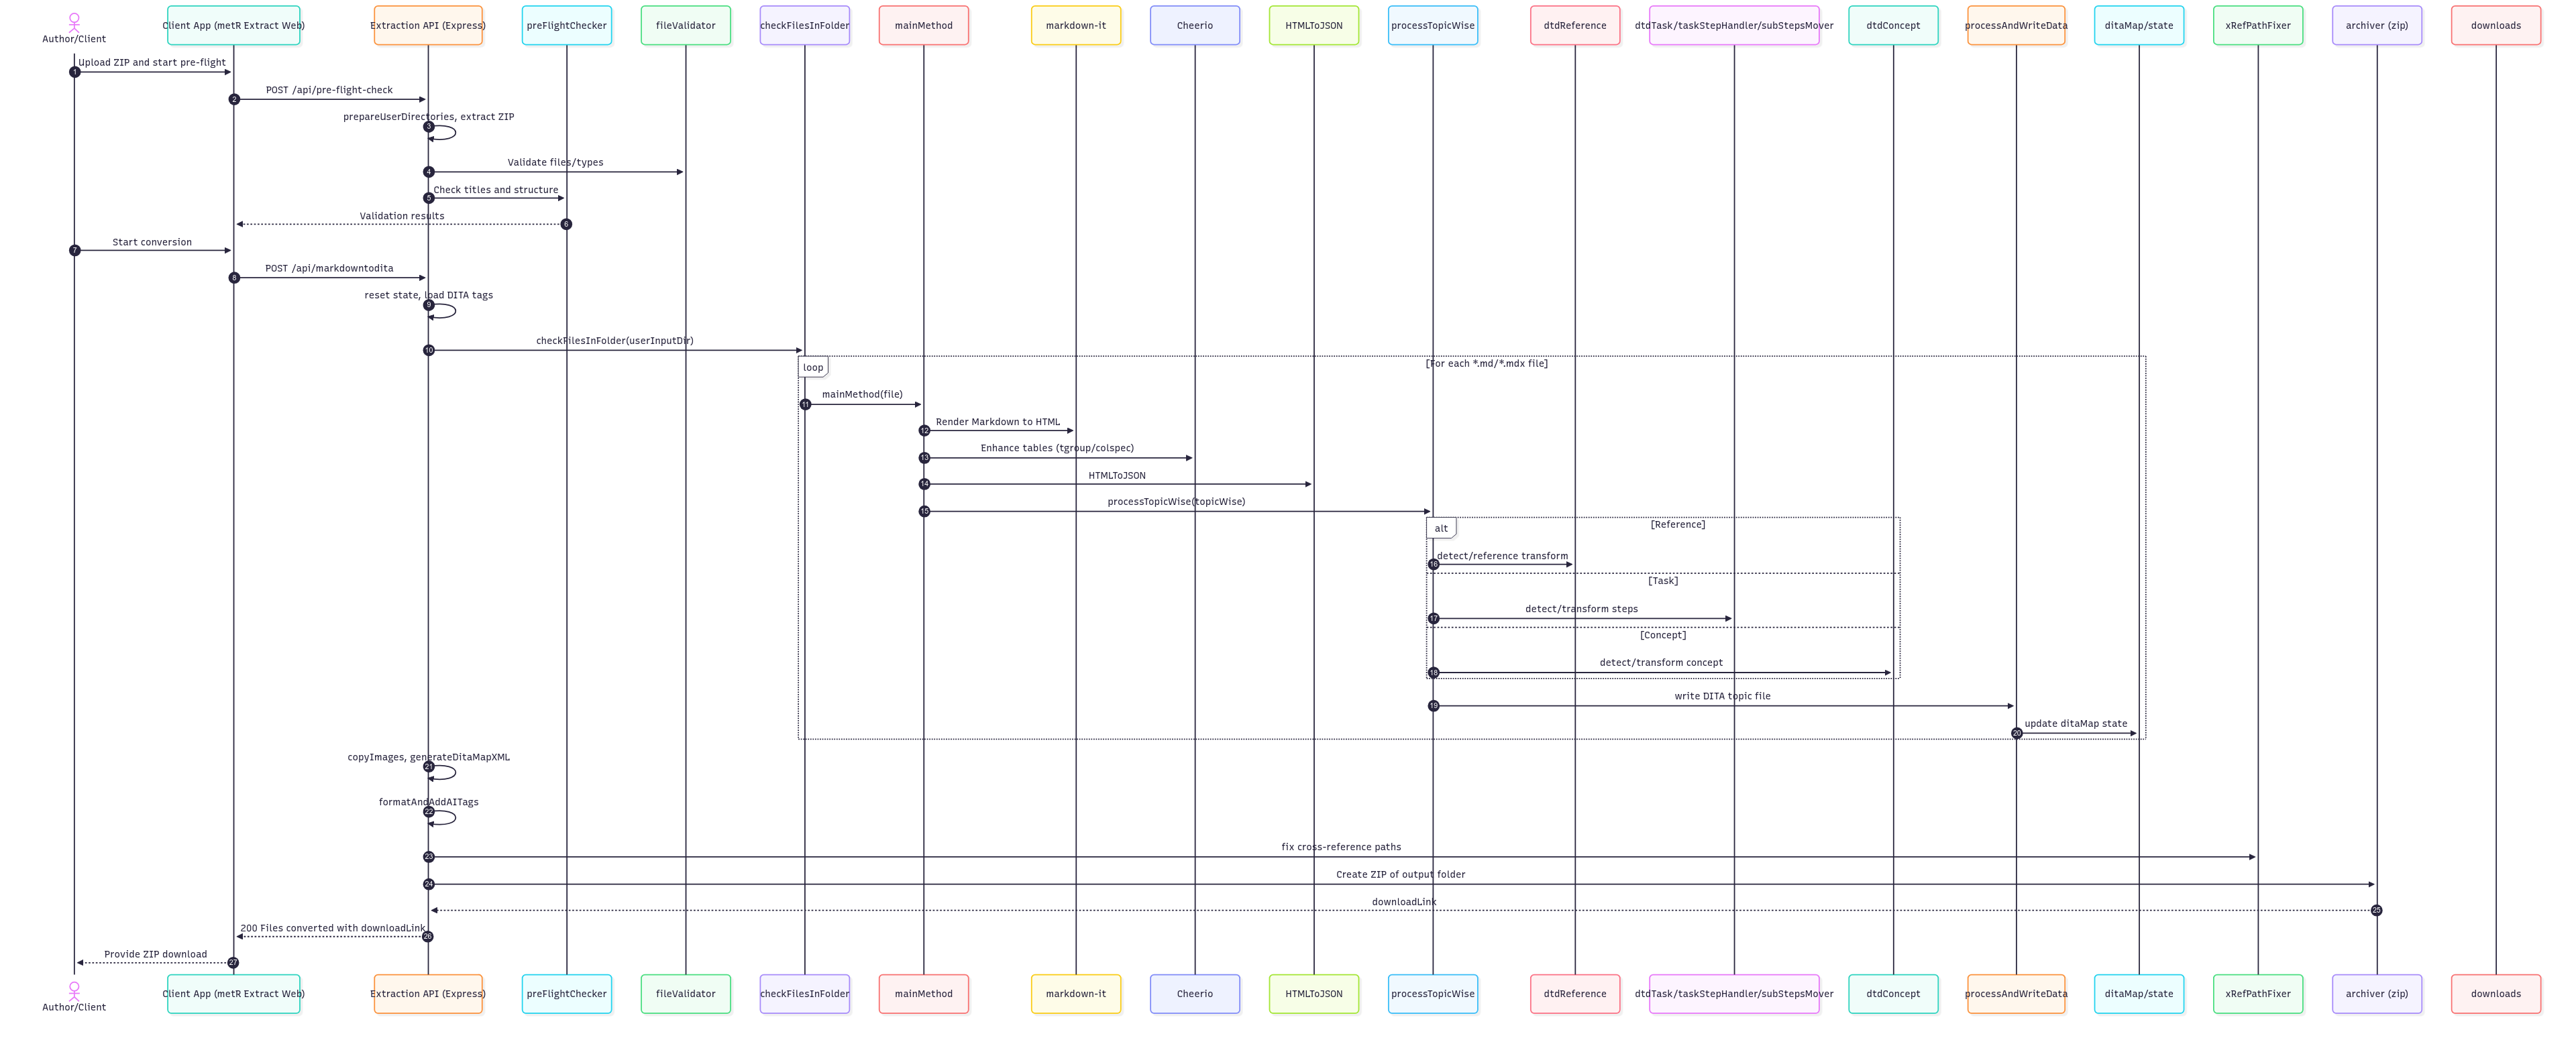 Author/Client
Client App (metR Extract Web)
Extraction API (Express)
preFlightChecker
fileValidator
checkFilesInFolder
mainMethod
markdown-it
Cheerio
HTMLToJSON
processTopicWise
dtdReference
dtdTask/taskStepHandler/subStepsMover
dtdConcept
processAndWriteData
ditaMap/state
xRefPathFixer
archiver (zip)
downloads
1
Upload ZIP and start pre-flight
2
POST /api/pre-flight-check
3
prepareUserDirectories, extract ZIP
4
Validate files/types
5
Check titles and structure
6
Validation results
7
Start conversion
8
POST /api/markdowntodita
9
reset state, load DITA tags
10
checkFilesInFolder(userInputDir)
loop
[For each *.md/*.mdx file]
11
mainMethod(file)
12
Render Markdown to HTML
13
Enhance tables (tgroup/colspec)
14
HTMLToJSON
15
processTopicWise(topicWise)
alt
[Reference]
16
detect/reference transform
[Task]
17
detect/transform steps
[Concept]
18
detect/transform concept
19
write DITA topic file
20
update ditaMap state
21
copyImages, generateDitaMapXML
22
formatAndAddAITags
23
fix cross-reference paths
24
Create ZIP of output folder
25
downloadLink
26
200 Files converted with downloadLink
27
Provide ZIP download
Author/Client
Client App (metR Extract Web)
Extraction API (Express)
preFlightChecker
fileValidator
checkFilesInFolder
mainMethod
markdown-it
Cheerio
HTMLToJSON
processTopicWise
dtdReference
dtdTask/taskStepHandler/subStepsMover
dtdConcept
processAndWriteData
ditaMap/state
xRefPathFixer
archiver (zip)
downloads